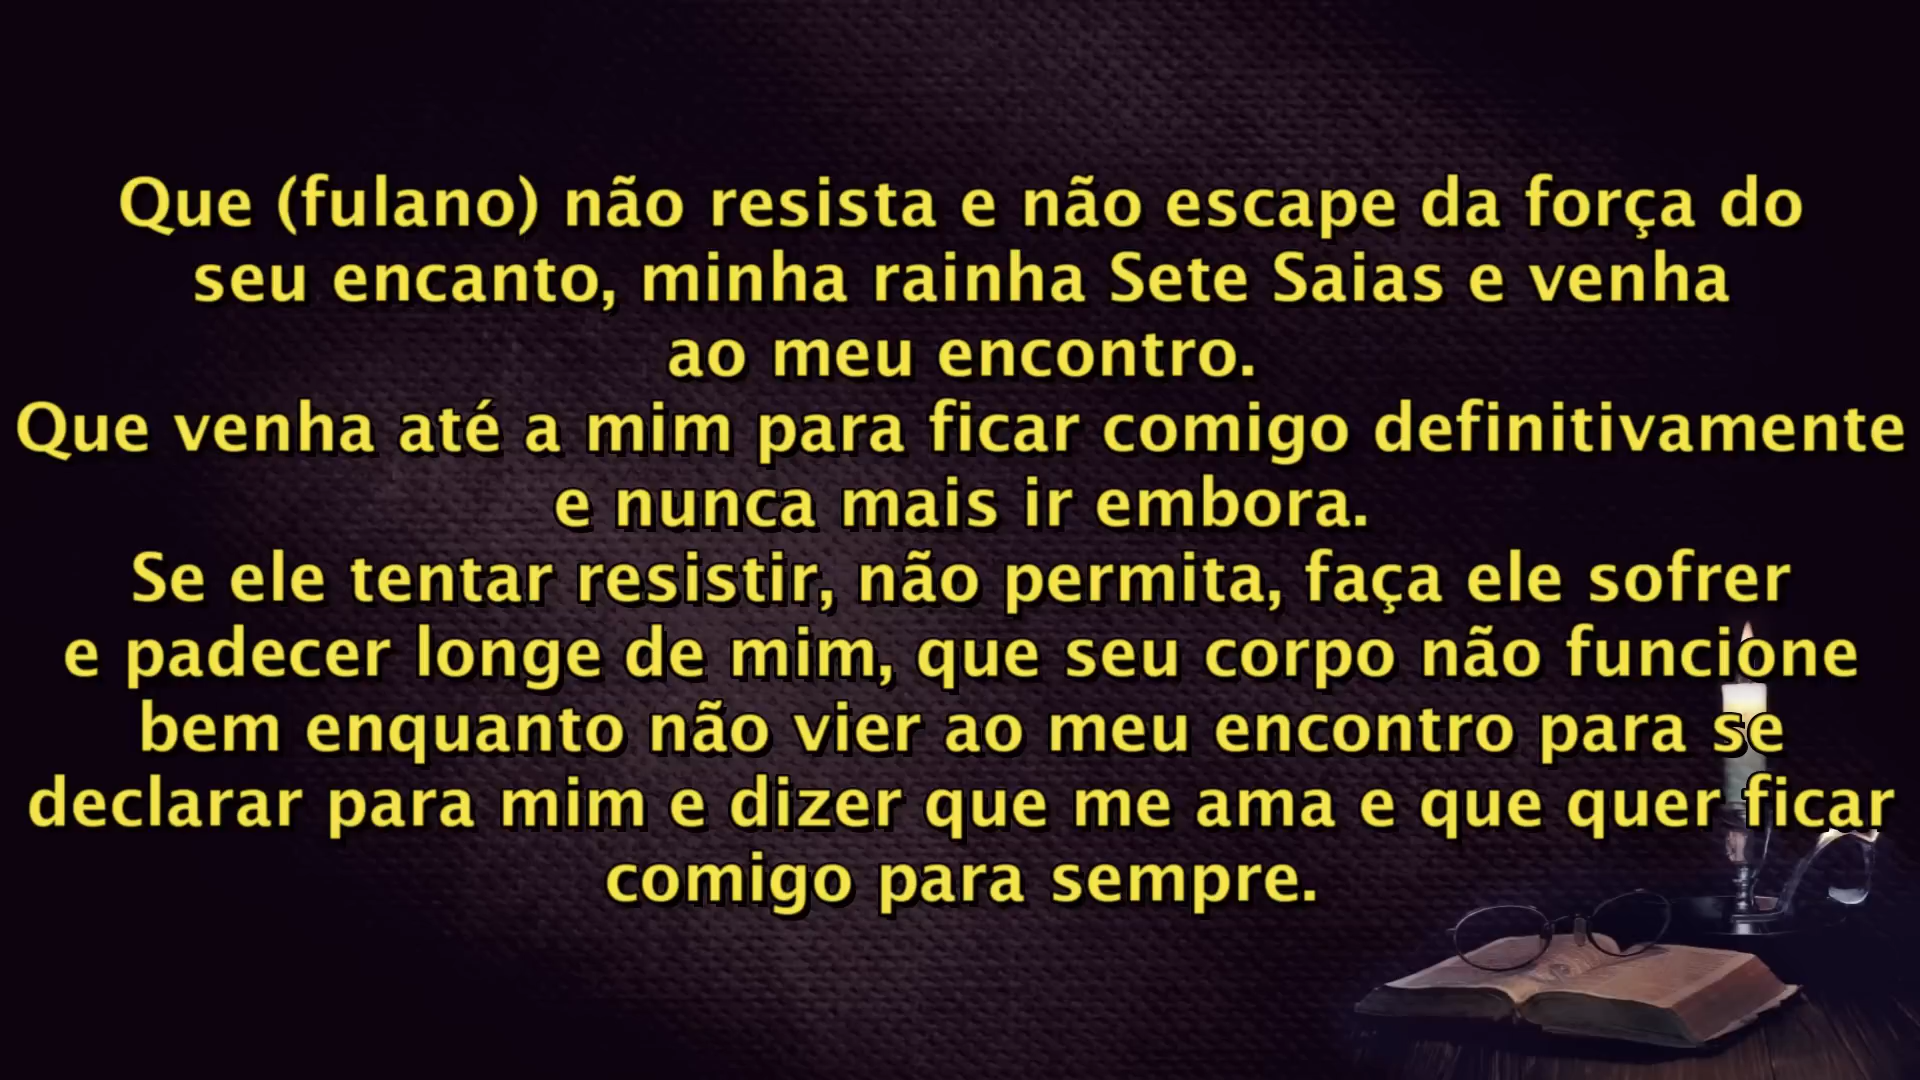 Que (fulano) não resista e não escape da força do
seu encanto, minha rainha Sete Saias e venha
ao meu encontro.
Que venha até a mim para ficar comigo definitivamente
e nunca mais ir embora.
Se ele tentar resistir, não permita, faça ele sofrer
e padecer longe de mim, que seu corpo não funcione
bem enquanto não vier ao meu encontro para se
declarar para mim e dizer que me ama e que quer ficar
comigo para sempre.